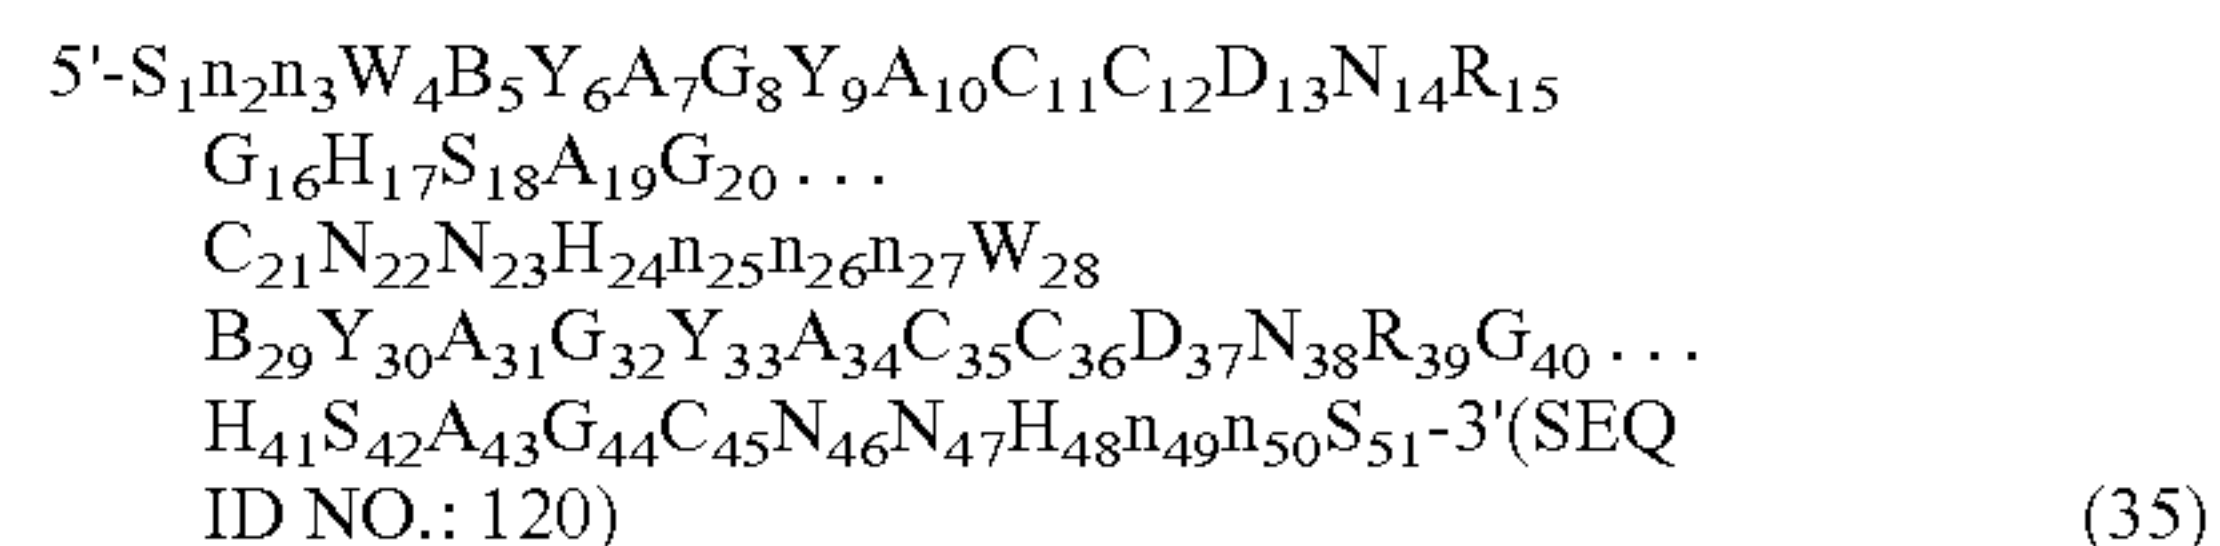 5'-S₁n₂n₃W₄B₅Y₆A₇G₈Y₉A₁₀C₁₁C₁₂D₁₃N₁₄R₁₅
G₁₆H₁₇S₁₈A₁₉G₂₀ . . .
C₂₁N₂₂N₂₃H₂₄n₂₅n₂₆n₂₇W₂₈
B₂₉Y₃₀A₃₁G₃₂Y₃₃A₃₄C₃₅C₃₆D₃₇N₃₈R₃₉G₄₀ . . .
H₄₁S₄₂A₄₃G₄₄C₄₅N₄₆N₄₇H₄₈n₄₉n₅₀S₅₁-3'(SEQ
ID NO.: 120) (35)